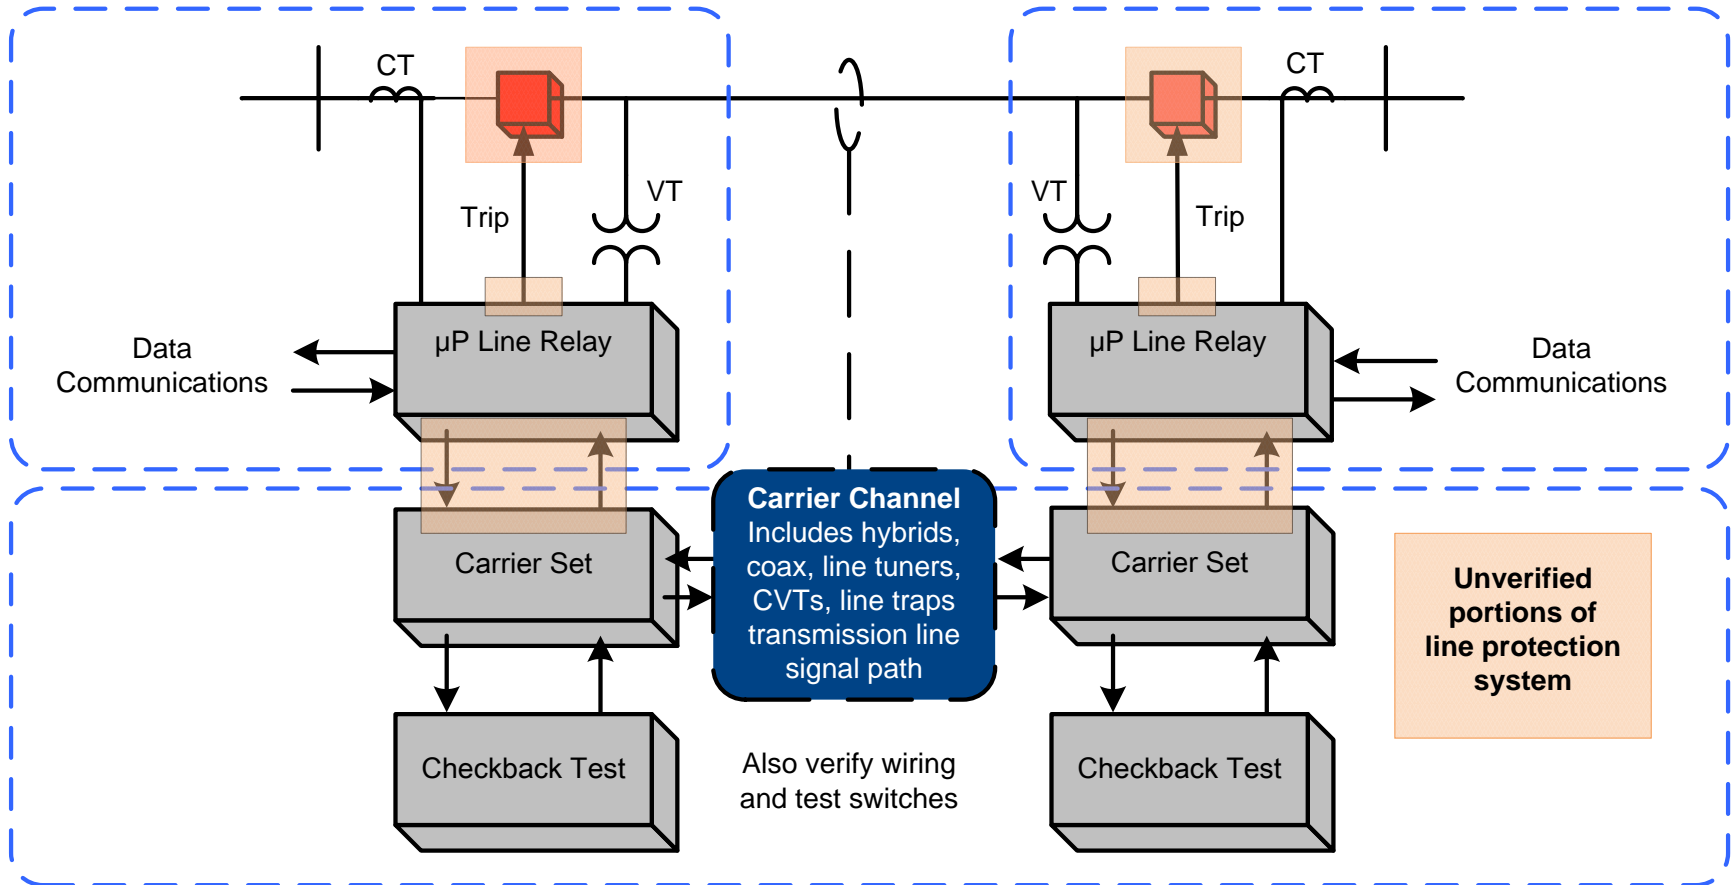 CT
CT
VT
VT
Trip
Trip
µP Line Relay
µP Line Relay
Data
Communications
Data
Communications
Carrier Channel
Includes hybrids,
coax, line tuners,
CVTs, line traps
transmission line
signal path
Carrier Set
Carrier Set
Unverified
portions of
line protection
system
Checkback Test
Also verify wiring
and test switches
Checkback Test